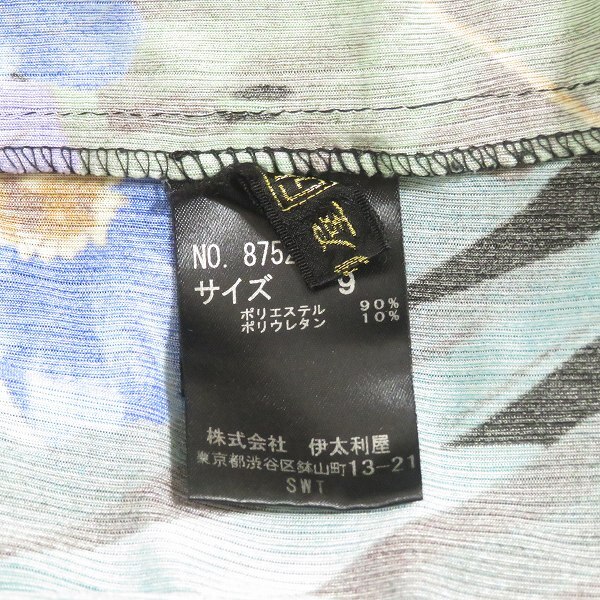 屋
NO. 8752
サイズ 9
ポリエステル 90%
ポリウレタン 10%
株式会社 伊太利屋
東京都渋谷区鉢山町13-21
SWT